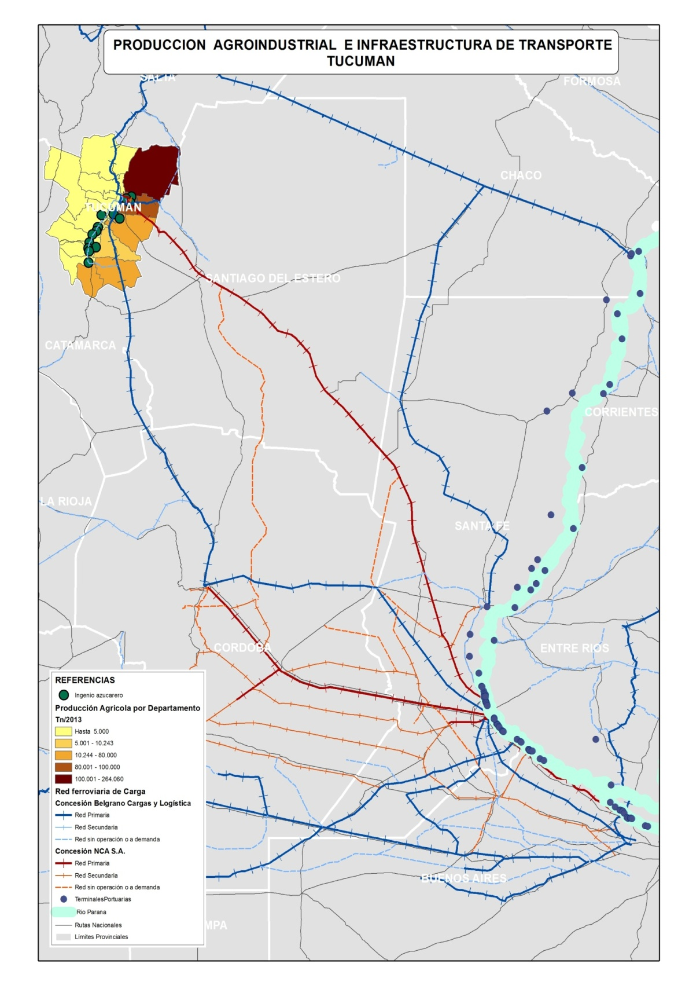 PRODUCCION AGROINDUSTRIAL E INFRAESTRUCTURA DE TRANSPORTE
TUCUMAN
SALTA
FORMOSA
CHACO
TUCUMAN
SANTIAGO DEL ESTERO
CATAMARCA
CORRIENTES
LA RIOJA
SANTA FE
CORDOBA
ENTRE RIOS
BUENOS AIRES
MPA
REFERENCIAS
Ingenio azucarero
Producción Agricola por Departamento
Tn/2013
Hasta 5.000
5.001 - 10.243
10.244 - 80.000
80.001 - 100.000
100.001 - 264.060
Red ferroviaria de Carga
Concesión Belgrano Cargas y Logística
Red Primaria
Red Secundaria
Red sin operación o a demanda
Concesión NCA S.A.
Red Primaria
Red Secundaria
Red sin operación o a demanda
TerminalesPortuarias
Rio Parana
Rutas Nacionales
Limites Provinciales